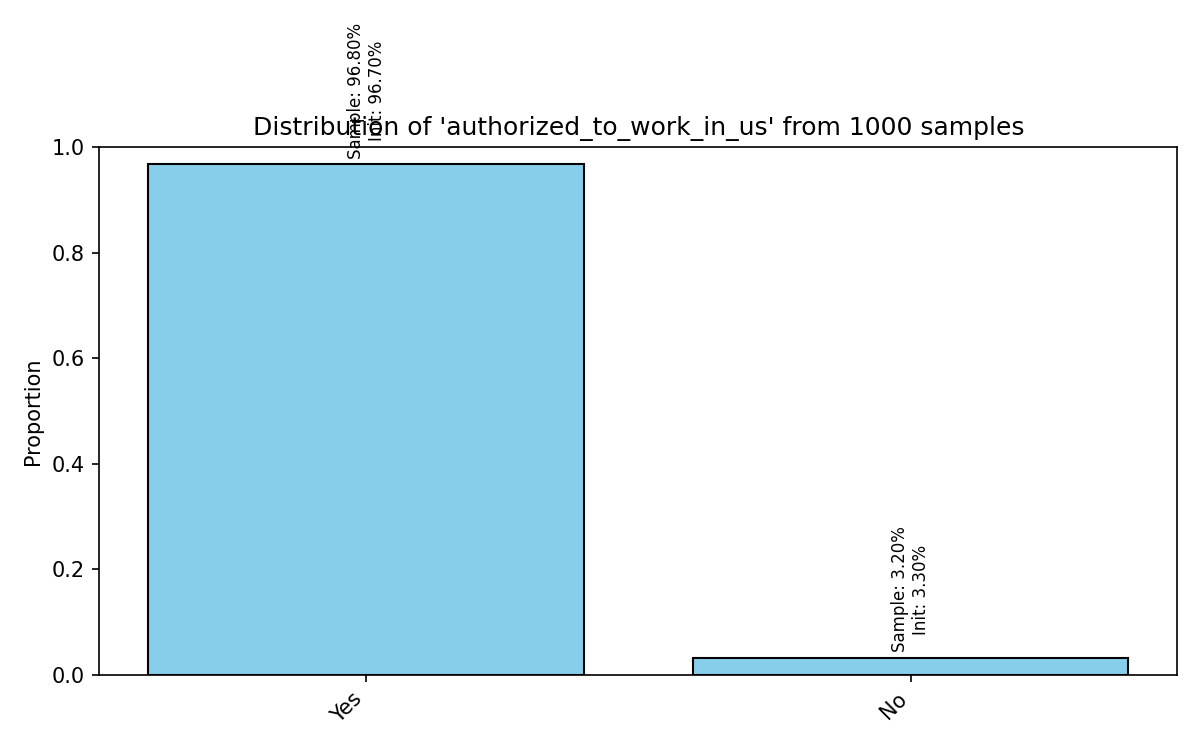 Sample: 96.80%
Init: 96.70%
Distribution of 'authorized_to_work_in_us' from 1000 samples
1.0
0.8
0.6
0.4
0.2
0.0
Proportion
Sample: 3.20%
Init: 3.30%
Yes
No